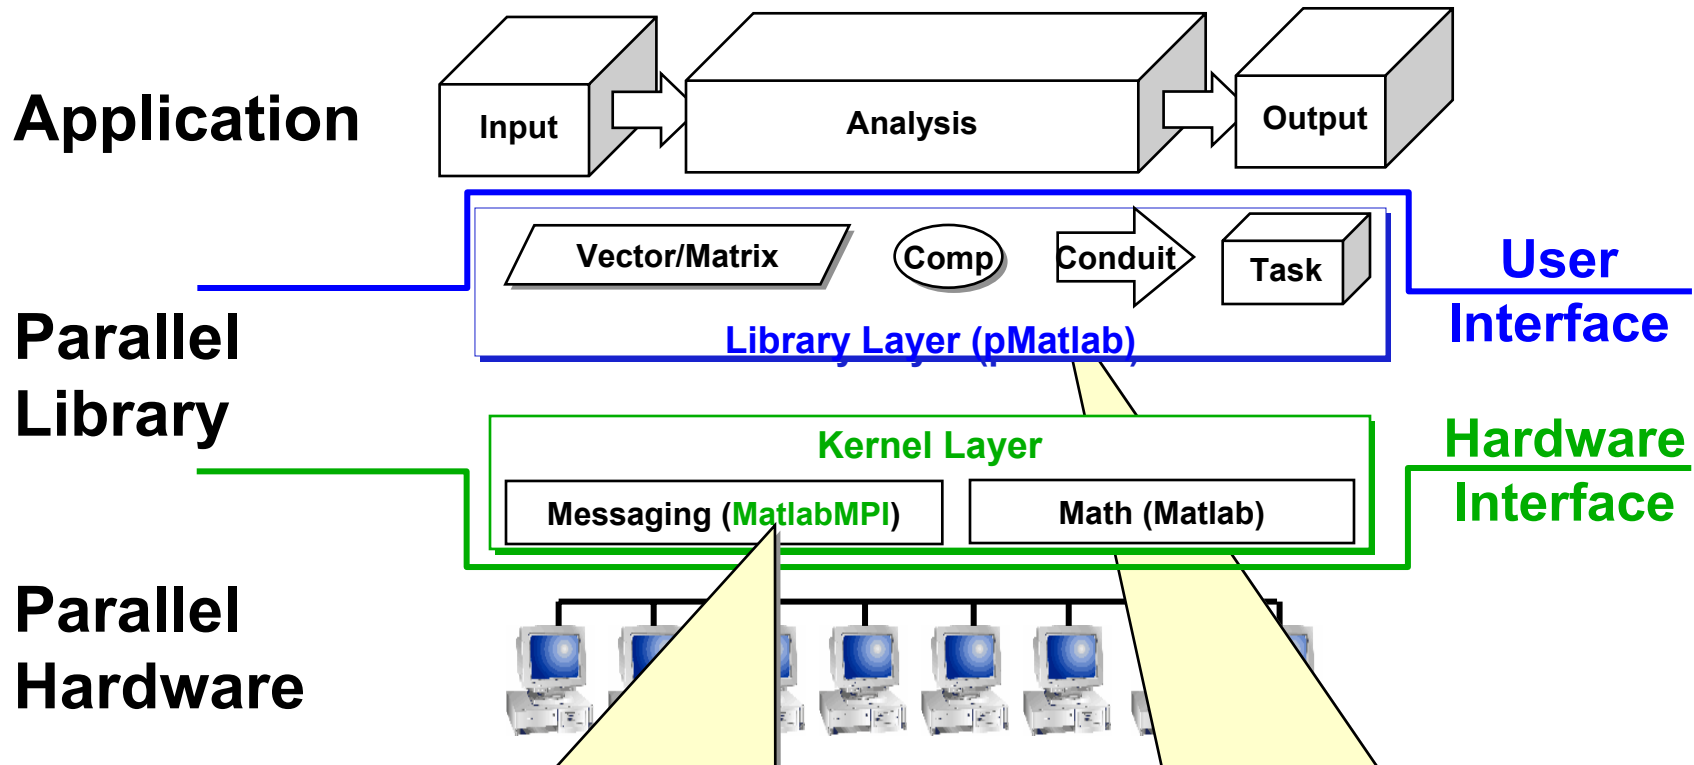 Application
Input
Analysis
Output
Vector/Matrix
Comp
Conduit
Task
Library Layer (pMatlab)
User
Interface
Parallel
Library
Kernel Layer
Messaging (MatlabMPI)
Math (Matlab)
Hardware
Interface
Parallel
Hardware